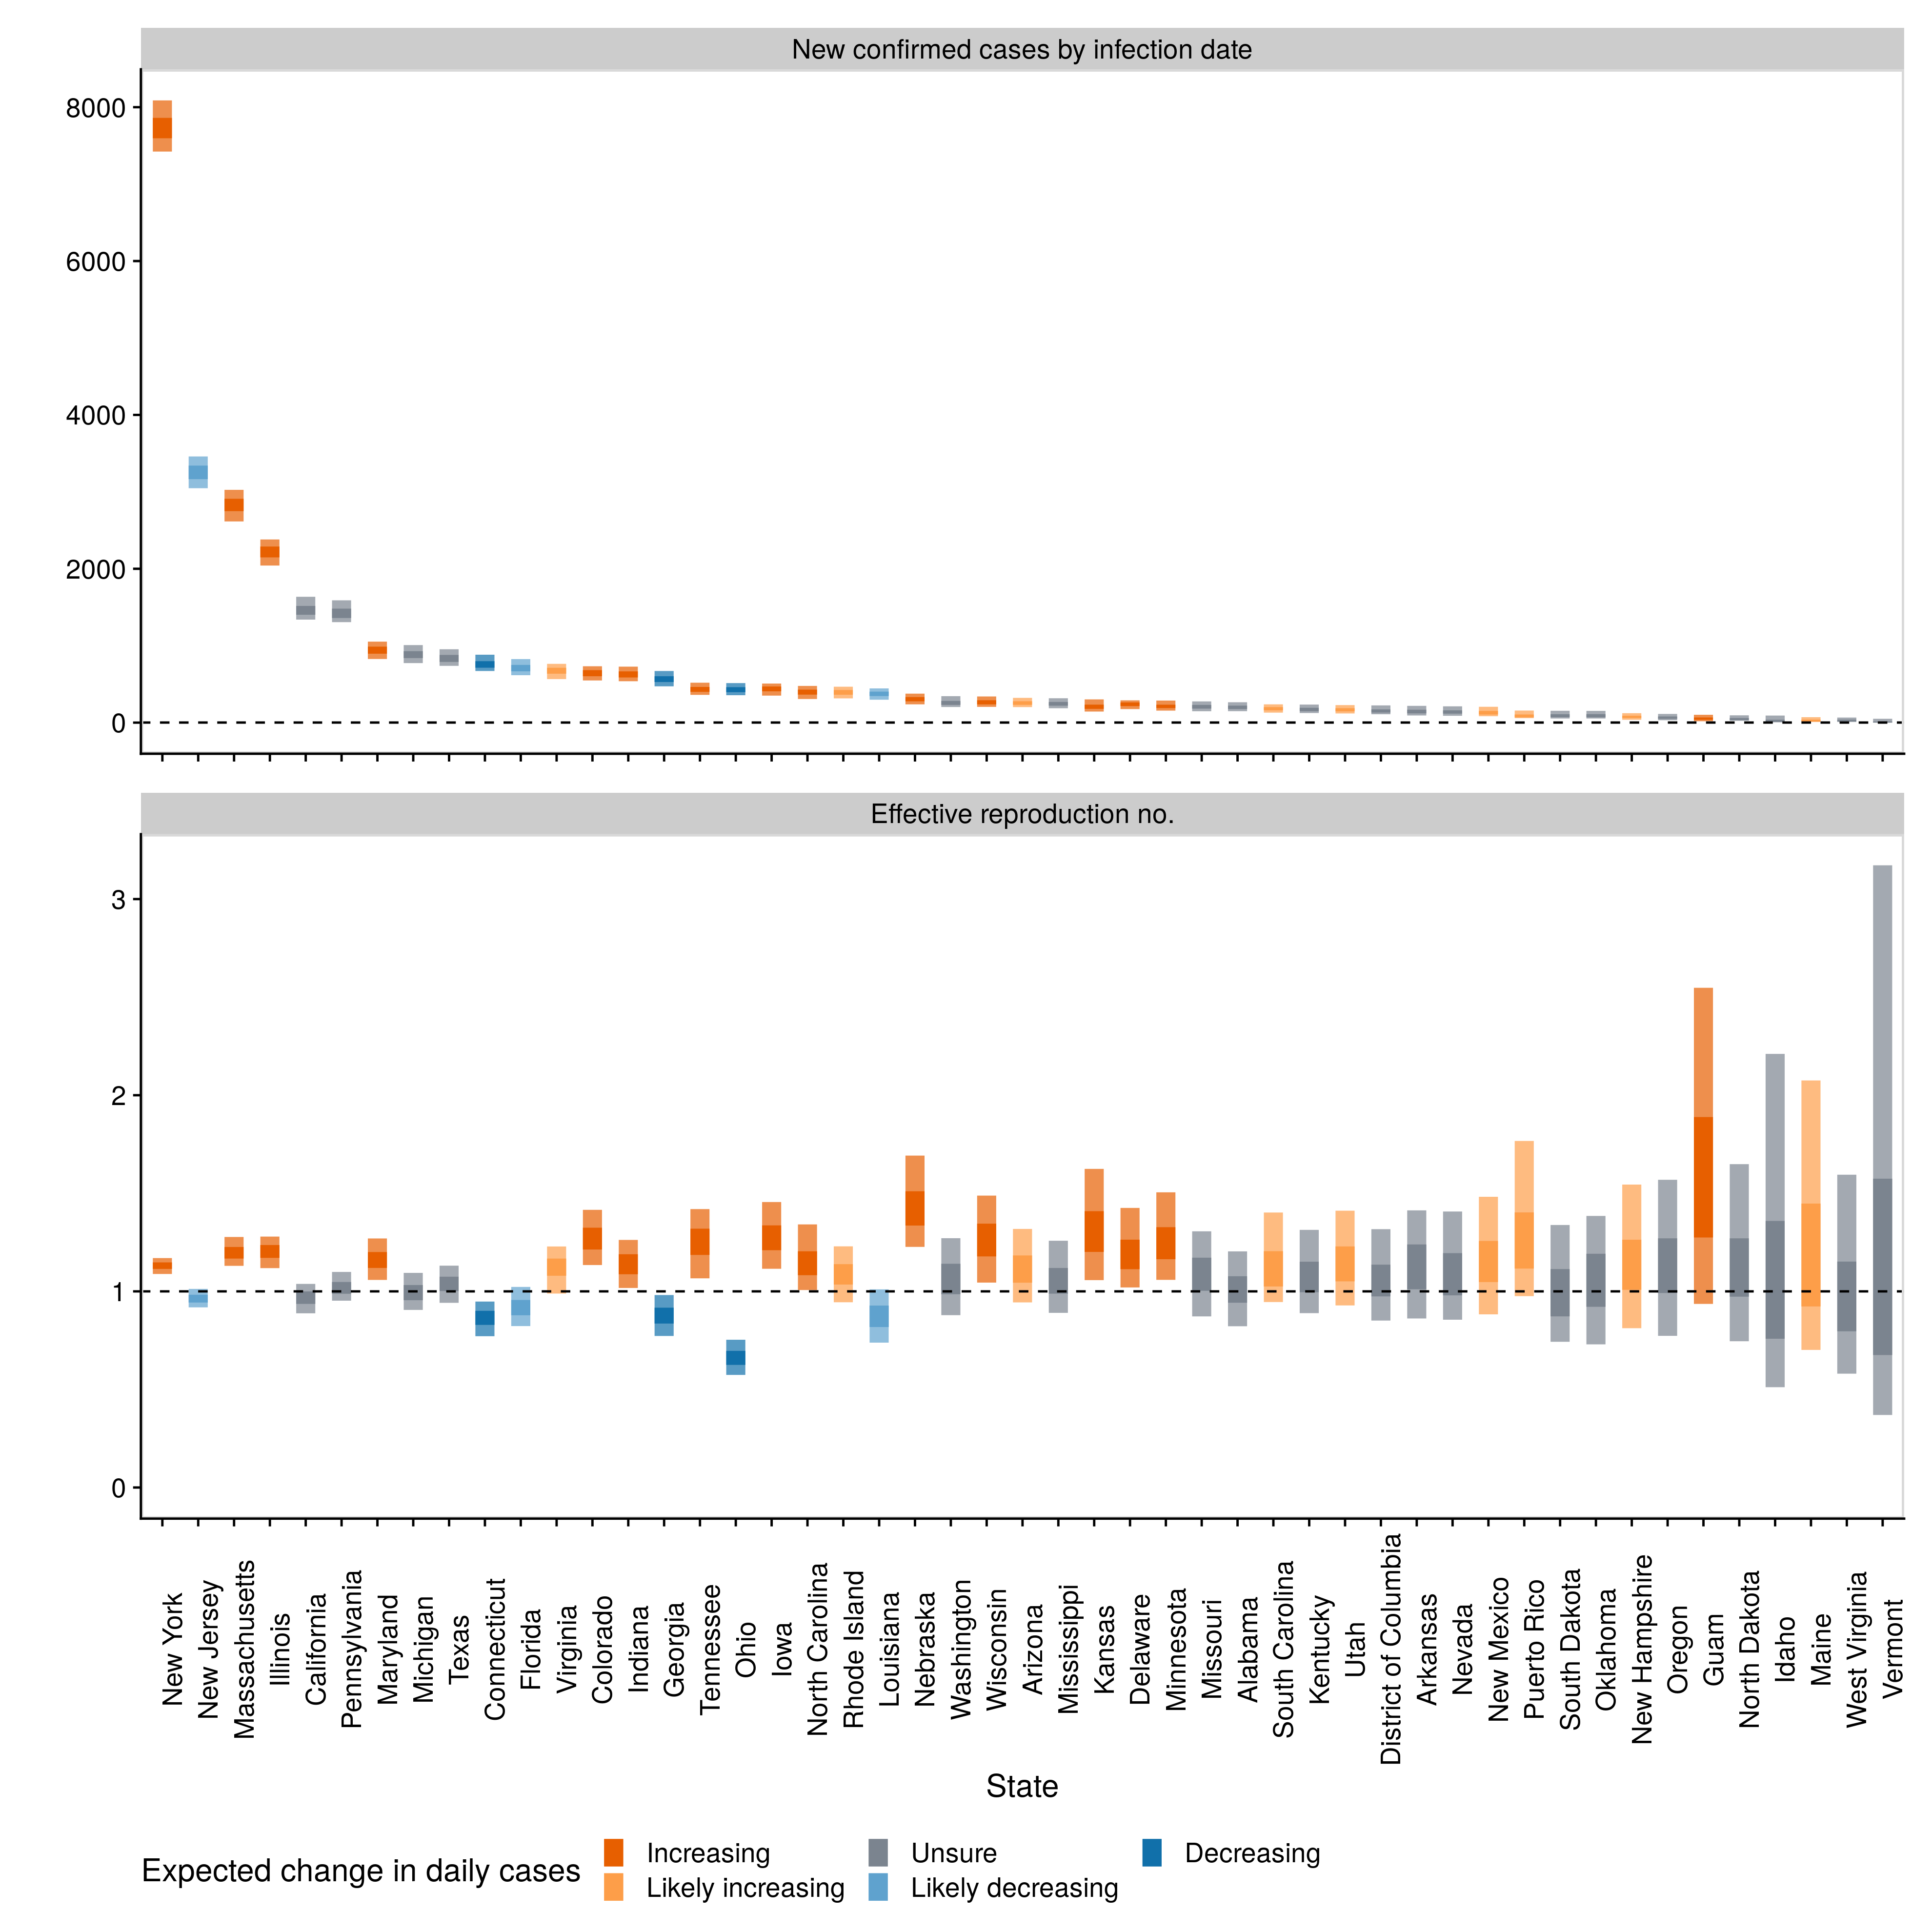 New confirmed cases by infection date
8000
6000
4000
2000
0
Effective reproduction no.
3
2
1
0
New York
New Jersey
Massachusetts
Illinois
California
Pennsylvania
Maryland
Michigan
Texas
Connecticut
Florida
Virginia
Colorado
Indiana
Georgia
Tennessee
Ohio
Iowa
North Carolina
Rhode Island
Louisiana
Nebraska
Washington
Wisconsin
Arizona
Mississippi
Kansas
Delaware
Minnesota
Missouri
Alabama
South Carolina
Kentucky
Utah
District of Columbia
Arkansas
Nevada
New Mexico
Puerto Rico
South Dakota
Oklahoma
New Hampshire
Oregon
Guam
North Dakota
Idaho
Maine
West Virginia
Vermont
State
Expected change in daily cases
Increasing
Unsure
Decreasing
Likely increasing
Likely decreasing